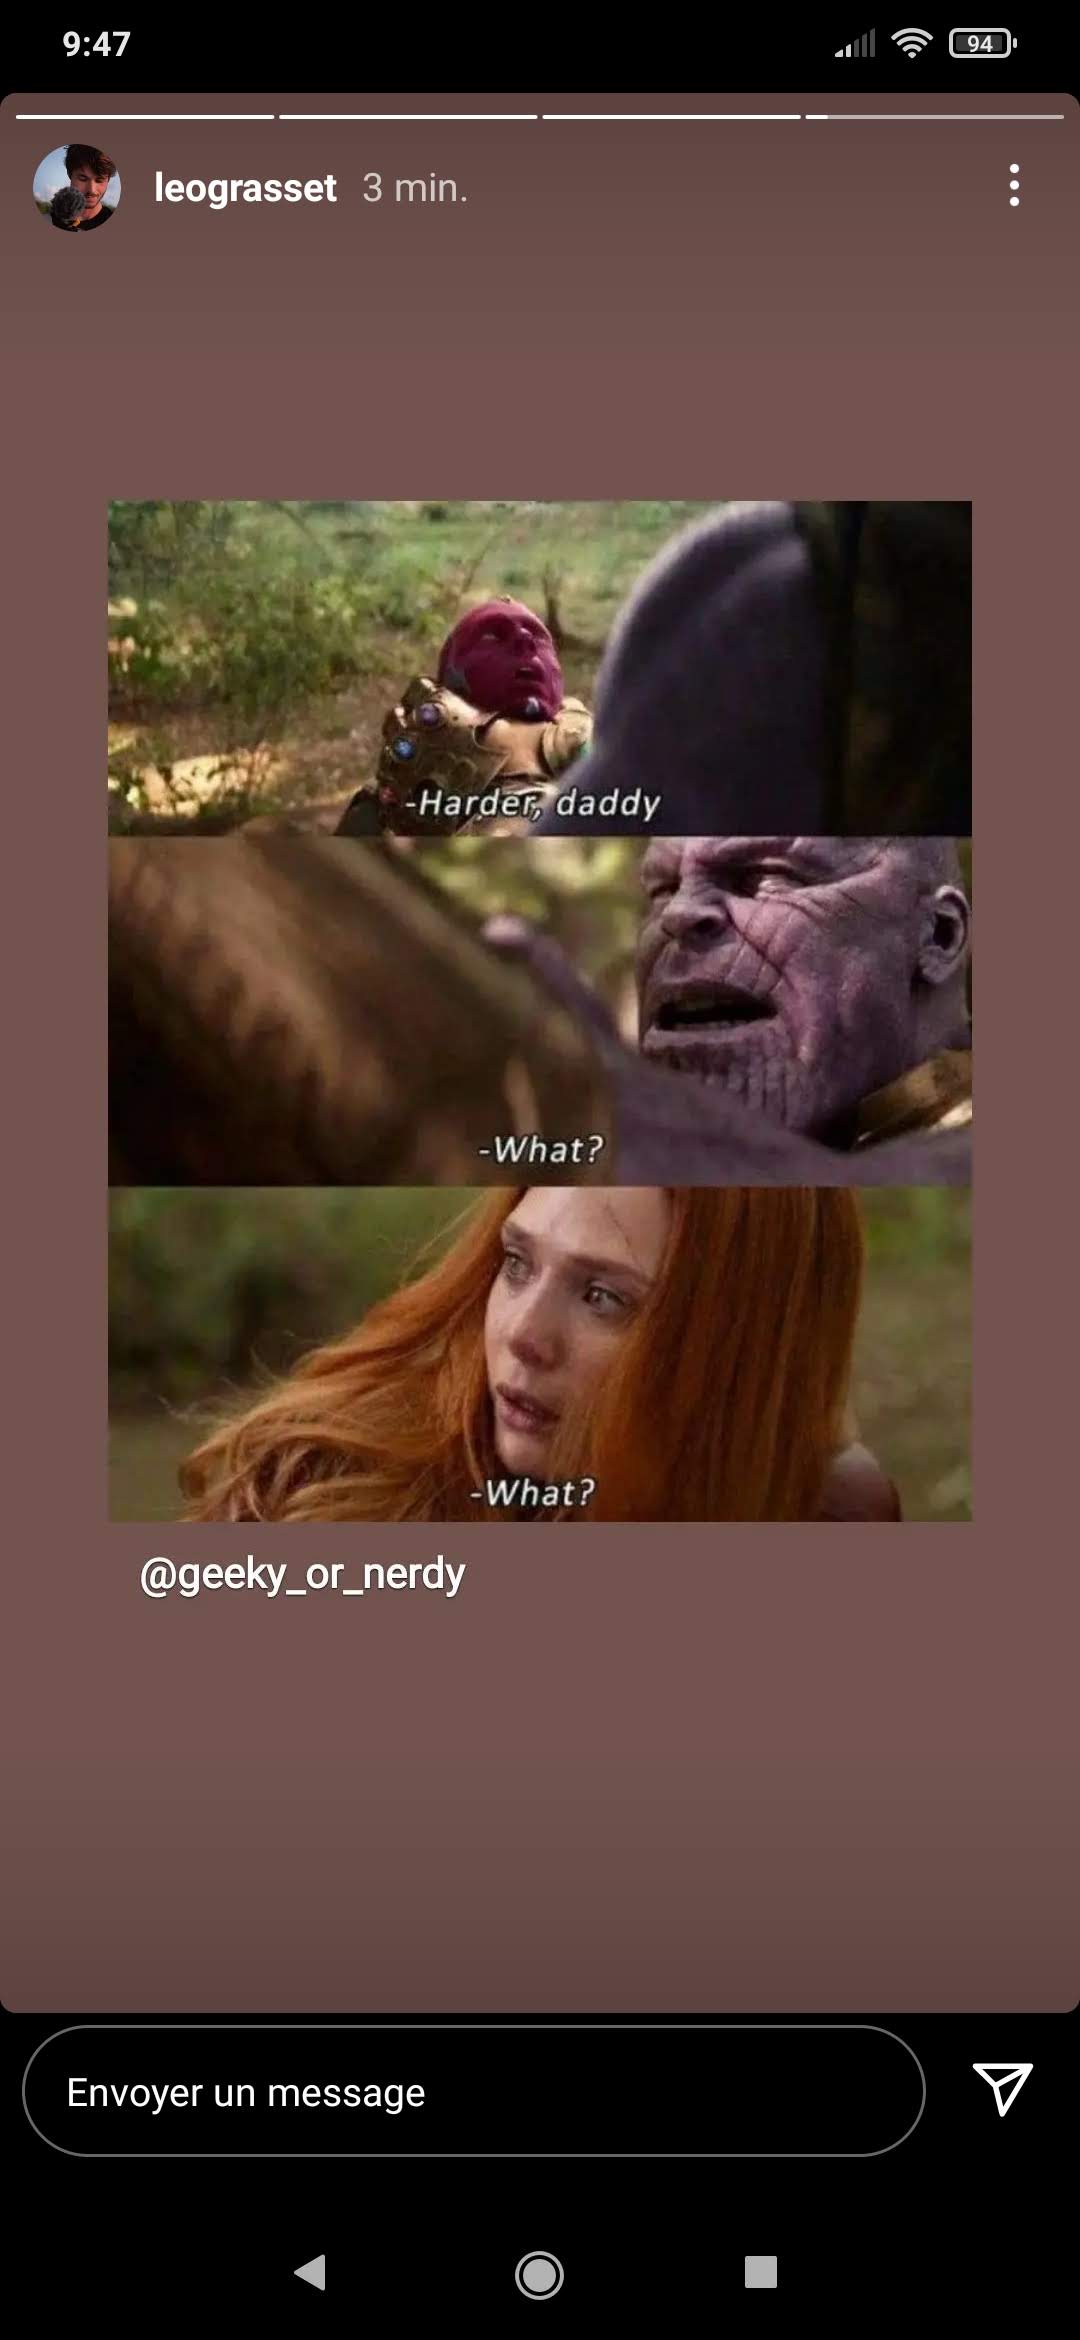 9:47
94
leograsset 3 min.
-Harder, daddy
-What?
-What?
@geeky_or_nerdy
Envoyer un message